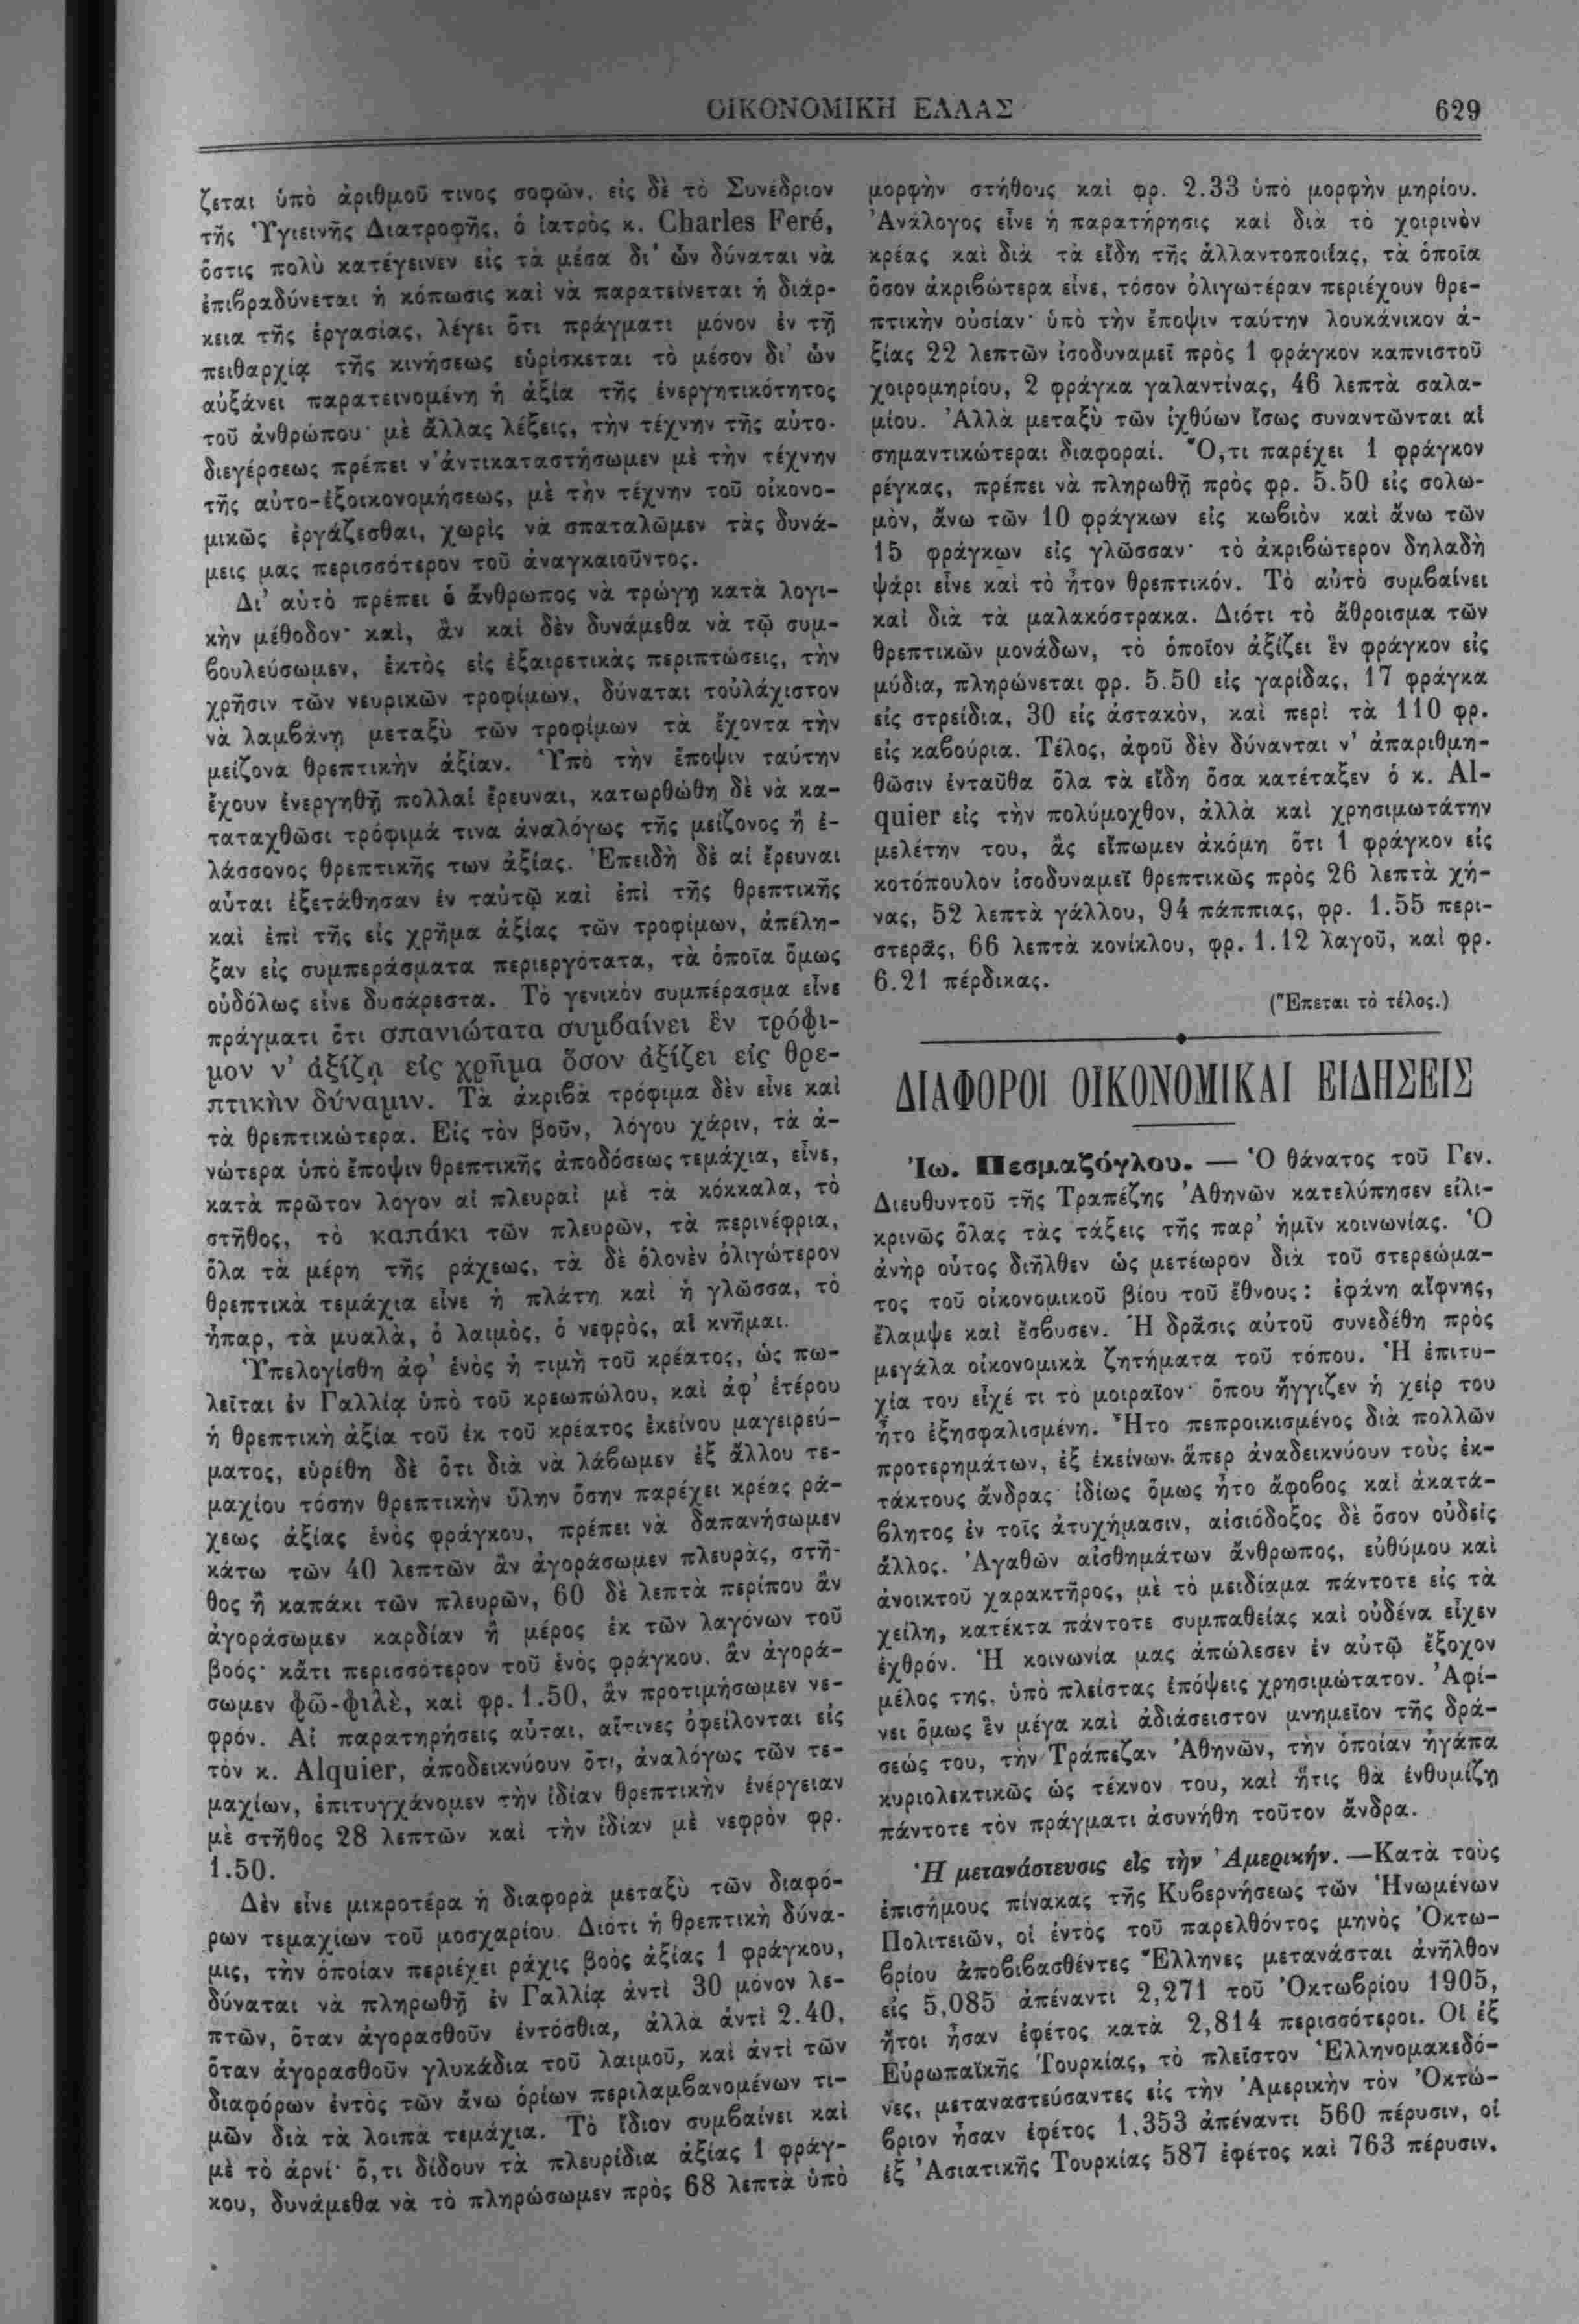 ΟΙΚΟΝΟΜΙΚΗ ΕΛΛΑΣ 629
ζεται ὑπὸ ἀριθμοῦ τινος σοφῶν, εἰς δὲ τὸ Συνέδριον
τῆς Ὑγιεινῆς Διατροφῆς, ὁ ἰατρὸς κ. Charles Feré,
ὅστις πολὺ κατέγεινεν εἰς τὰ μέσα δι' ὧν δύναται νὰ
ἐπιβραδύνεται ἡ κόπωσις καὶ νὰ παρατείνεται ἡ διάρ-
κεια τῆς ἐργασίας, λέγει ὅτι πράγματι μόνον ἐν τῇ
πειθαρχίᾳ τῆς κινήσεως εὑρίσκεται τὸ μέσον δι' ὧν
αὐξάνει παρατεινομένη ἡ ἀξία τῆς ἐνεργητικότητος
τοῦ ἀνθρώπου· μὲ ἄλλας λέξεις, τὴν τέχνην τῆς αὐτο-
διεγέρσεως πρέπει ν'ἀντικαταστήσωμεν μὲ τὴν τέχνην
τῆς αὐτο-ἐξοικονομήσεως, μὲ τὴν τέχνην τοῦ οἰκονο-
μικῶς ἐργάζεσθαι, χωρὶς νὰ σπαταλῶμεν τὰς δυνά-
μεις μας περισσότερον τοῦ ἀναγκαιοῦντος.
Δι' αὐτὸ πρέπει ὁ ἄνθρωπος νὰ τρώγῃ κατὰ λογι-
κὴν μέθοδον· καὶ, ἂν καὶ δὲν δυνάμεθα νὰ τῷ συμ-
βουλεύσωμεν, ἐκτὸς εἰς ἐξαιρετικὰς περιπτώσεις, τὴν
χρῆσιν τῶν νευρικῶν τροφίμων, δύναται τοὐλάχιστον
νὰ λαμβάνῃ μεταξὺ τῶν τροφίμων τὰ ἔχοντα τὴν
μείζονα θρεπτικὴν ἀξίαν. Ὑπὸ τὴν ἔποψιν ταύτην
ἔχουν ἐνεργηθῇ πολλαὶ ἔρευναι, κατωρθώθη δὲ νὰ κα-
ταταχθῶσι τρόφιμά τινα ἀναλόγως τῆς μείζονος ἢ ἐ-
λάσσονος θρεπτικῆς των ἀξίας. Ἐπειδὴ δὲ αἱ ἔρευναι
αὗται ἐξετάθησαν ἐν ταὐτῷ καὶ ἐπὶ τῆς θρεπτικῆς
καὶ ἐπὶ τῆς εἰς χρῆμα ἀξίας τῶν τροφίμων, ἀπέλη-
ξαν εἰς συμπεράσματα περιεργότατα, τὰ ὁποῖα ὅμως
οὐδόλως εἶνε δυσάρεστα. Τὸ γενικὸν συμπέρασμα εἶνε
πράγματι ὅτι σπανιώτατα συμβαίνει ἓν τρόφι-
μον ν' ἀξίζῃ εἰς χρῆμα ὅσον ἀξίζει εἰς θρε-
πτικὴν δύναμιν. Τὰ ἀκριβὰ τρόφιμα δὲν εἶνε καὶ
τὰ θρεπτικώτερα. Εἰς τὸν βοῦν, λόγου χάριν, τὰ ἀ-
νώτερα ὑπὸ ἔποψιν θρεπτικῆς ἀποδόσεως τεμάχια, εἶνε,
κατὰ πρῶτον λόγον αἱ πλευραὶ μὲ τὰ κόκκαλα, τὸ
στῆθος, τὸ καπάκι τῶν πλευρῶν, τὰ περινέφρια,
ὅλα τὰ μέρη τῆς ράχεως, τὰ δὲ ὁλονὲν ὀλιγώτερον
θρεπτικὰ τεμάχια εἶνε ἡ πλάτη καὶ ἡ γλῶσσα, τὸ
ἧπαρ, τὰ μυαλὰ, ὁ λαιμὸς, ὁ νεφρὸς, αἱ κνῆμαι.
Ὑπελογίσθη ἀφ' ἑνὸς ἡ τιμὴ τοῦ κρέατος, ὡς πω-
λεῖται ἐν Γαλλίᾳ ὑπὸ τοῦ κρεωπώλου, καὶ ἀφ' ἑτέρου
ἡ θρεπτικὴ ἀξία τοῦ ἐκ τοῦ κρέατος ἐκείνου μαγειρεύ-
ματος, εὑρέθη δὲ ὅτι διὰ νὰ λάβωμεν ἐξ ἄλλου τε-
μαχίου τόσην θρεπτικὴν ὕλην ὅσην παρέχει κρέας ρά-
χεως ἀξίας ἑνὸς φράγκου, πρέπει νὰ δαπανήσωμεν
κάτω τῶν 40 λεπτῶν ἂν ἀγοράσωμεν πλευρὰς, στῆ-
θος ἢ καπάκι τῶν πλευρῶν, 60 δὲ λεπτὰ περίπου ἂν
ἀγοράσωμεν καρδίαν ἢ μέρος ἐκ τῶν λαγόνων τοῦ
βοός· κἄτι περισσότερον τοῦ ἑνὸς φράγκου, ἂν ἀγορά-
σωμεν φῶ-φιλὲ, καὶ φρ. 1.50, ἂν προτιμήσωμεν νε-
φρόν. Αἱ παρατηρήσεις αὗται, αἵτινες ὀφείλονται εἰς
τὸν κ. Alquier, ἀποδεικνύουν ὅτι, ἀναλόγως τῶν τε-
μαχίων, ἐπιτυγχάνομεν τὴν ἰδίαν θρεπτικὴν ἐνέργειαν
μὲ στῆθος 28 λεπτῶν καὶ τὴν ἰδίαν μὲ νεφρὸν φρ.
1.50.
Δὲν εἶνε μικροτέρα ἡ διαφορὰ μεταξὺ τῶν διαφό-
ρων τεμαχίων τοῦ μοσχαρίου. Διότι ἡ θρεπτικὴ δύνα-
μις, τὴν ὁποίαν περιέχει ράχις βοὸς ἀξίας 1 φράγκου,
δύναται νὰ πληρωθῇ ἐν Γαλλίᾳ ἀντὶ 30 μόνον λε-
πτῶν, ὅταν ἀγορασθοῦν ἐντόσθια, ἀλλὰ ἀντὶ 2.40,
ὅταν ἀγορασθοῦν γλυκάδια τοῦ λαιμοῦ, καὶ ἀντὶ τῶν
διαφόρων ἐντὸς τῶν ἄνω ὁρίων περιλαμβανομένων τι-
μῶν διὰ τὰ λοιπὰ τεμάχια. Τὸ ἴδιον συμβαίνει καὶ
μὲ τὸ ἀρνί· ὅ,τι δίδουν τὰ πλευρίδια ἀξίας 1 φράγ-
κου, δυνάμεθα νὰ τὸ πληρώσωμεν πρὸς 68 λεπτὰ ὑπὸ
μορφὴν στήθους καὶ φρ. 2.33 ὑπὸ μορφὴν μηρίου.
Ἀνάλογος εἶνε ἡ παρατήρησις καὶ διὰ τὸ χοιρινὸν
κρέας καὶ διὰ τὰ εἴδη τῆς ἀλλαντοποιίας, τὰ ὁποῖα
ὅσον ἀκριβώτερα εἶνε, τόσον ὀλιγωτέραν περιέχουν θρε-
πτικὴν οὐσίαν· ὑπὸ τὴν ἔποψιν ταύτην λουκάνικον ἀ-
ξίας 22 λεπτῶν ἰσοδυναμεῖ πρὸς 1 φράγκον καπνιστοῦ
χοιρομηρίου, 2 φράγκα γαλαντίνας, 46 λεπτὰ σαλα-
μίου. Ἀλλὰ μεταξὺ τῶν ἰχθύων ἴσως συναντῶνται αἱ
σημαντικώτεραι διαφοραί. Ὅ,τι παρέχει 1 φράγκον
ρέγκας, πρέπει νὰ πληρωθῇ πρὸς φρ. 5.50 εἰς σολω-
μὸν, ἄνω τῶν 10 φράγκων εἰς κωβιὸν καὶ ἄνω τῶν
15 φράγκων εἰς γλῶσσαν· τὸ ἀκριβώτερον δηλαδὴ
ψάρι εἶνε καὶ τὸ ἧτον θρεπτικόν. Τὸ αὐτὸ συμβαίνει
καὶ διὰ τὰ μαλακόστρακα. Διότι τὸ ἄθροισμα τῶν
θρεπτικῶν μονάδων, τὸ ὁποῖον ἀξίζει ἓν φράγκον εἰς
μύδια, πληρώνεται φρ. 5.50 εἰς γαρίδας, 17 φράγκα
εἰς στρείδια, 30 εἰς ἀστακὸν, καὶ περὶ τὰ 110 φρ.
εἰς καβούρια. Τέλος, ἀφοῦ δὲν δύνανται ν' ἀπαριθμη-
θῶσιν ἐνταῦθα ὅλα τὰ εἴδη ὅσα κατέταξεν ὁ κ. Al-
quier εἰς τὴν πολύμοχθον, ἀλλὰ καὶ χρησιμωτάτην
μελέτην του, ἂς εἴπωμεν ἀκόμη ὅτι 1 φράγκον εἰς
κοτόπουλον ἰσοδυναμεῖ θρεπτικῶς πρὸς 26 λεπτὰ χή-
νας, 52 λεπτὰ γάλλου, 94 πάππιας, φρ. 1.55 περι-
στερᾶς, 66 λεπτὰ κονίκλου, φρ. 1.12 λαγοῦ, καὶ φρ.
6.21 πέρδικας.
(Ἕπεται τὸ τέλος.)
ΔΙΑΦΟΡΟΙ ΟΙΚΟΝΟΜΙΚΑΙ ΕΙΔΗΣΕΙΣ
Ἰω. Πεσμαζόγλου. — Ὁ θάνατος τοῦ Γεν.
Διευθυντοῦ τῆς Τραπέζης Ἀθηνῶν κατελύπησεν εἰλι-
κρινῶς ὅλας τὰς τάξεις τῆς παρ' ἡμῖν κοινωνίας. Ὁ
ἀνὴρ οὗτος διῆλθεν ὡς μετέωρον διὰ τοῦ στερεώμα-
τος τοῦ οἰκονομικοῦ βίου τοῦ ἔθνους: ἐφάνη αἴφνης,
ἔλαμψε καὶ ἔσβυσεν. Ἡ δρᾶσις αὐτοῦ συνεδέθη πρὸς
μεγάλα οἰκονομικὰ ζητήματα τοῦ τόπου. Ἡ ἐπιτυ-
χία του εἶχέ τι τὸ μοιραῖον· ὅπου ἤγγιζεν ἡ χείρ του
ἦτο ἐξησφαλισμένη. Ἦτο πεπροικισμένος διὰ πολλῶν
προτερημάτων, ἐξ ἐκείνων, ἅπερ ἀναδεικνύουν τοὺς ἐκ-
τάκτους ἄνδρας· ἰδίως ὅμως ἦτο ἄφοβος καὶ ἀκατά-
βλητος ἐν τοῖς ἀτυχήμασιν, αἰσιόδοξος δὲ ὅσον οὐδεὶς
ἄλλος. Ἀγαθῶν αἰσθημάτων ἄνθρωπος, εὐθύμου καὶ
ἀνοικτοῦ χαρακτῆρος, μὲ τὸ μειδίαμα πάντοτε εἰς τὰ
χείλη, κατέκτα πάντοτε συμπαθείας καὶ οὐδένα εἶχεν
ἐχθρόν. Ἡ κοινωνία μας ἀπώλεσεν ἐν αὐτῷ ἔξοχον
μέλος της, ὑπὸ πλείστας ἐπόψεις χρησιμώτατον. Ἀφί-
νει ὅμως ἓν μέγα καὶ ἀδιάσειστον μνημεῖον τῆς δρά-
σεώς του, τὴν Τράπεζαν Ἀθηνῶν, τὴν ὁποίαν ἠγάπα
κυριολεκτικῶς ὡς τέκνον του, καὶ ἥτις θὰ ἐνθυμίζῃ
πάντοτε τὸν πράγματι ἀσυνήθη τοῦτον ἄνδρα.
Ἡ μετανάστευσις εἰς τὴν Ἀμερικήν. —Κατὰ τοὺς
ἐπισήμους πίνακας τῆς Κυβερνήσεως τῶν Ἡνωμένων
Πολιτειῶν, οἱ ἐντὸς τοῦ παρελθόντος μηνὸς Ὀκτω-
βρίου ἀποβιβασθέντες Ἕλληνες μετανάσται ἀνῆλθον
εἰς 5,085 ἀπέναντι 2,271 τοῦ Ὀκτωβρίου 1905,
ἤτοι ἦσαν ἐφέτος κατὰ 2,814 περισσότεροι. Οἱ ἐξ
Εὐρωπαϊκῆς Τουρκίας, τὸ πλεῖστον Ἑλληνομακεδό-
νες, μεταναστεύσαντες εἰς τὴν Ἀμερικὴν τὸν Ὀκτώ-
βριον ἦσαν ἐφέτος 1,353 ἀπέναντι 560 πέρυσιν, οἱ
ἐξ Ἀσιατικῆς Τουρκίας 587 ἐφέτος καὶ 763 πέρυσιν,